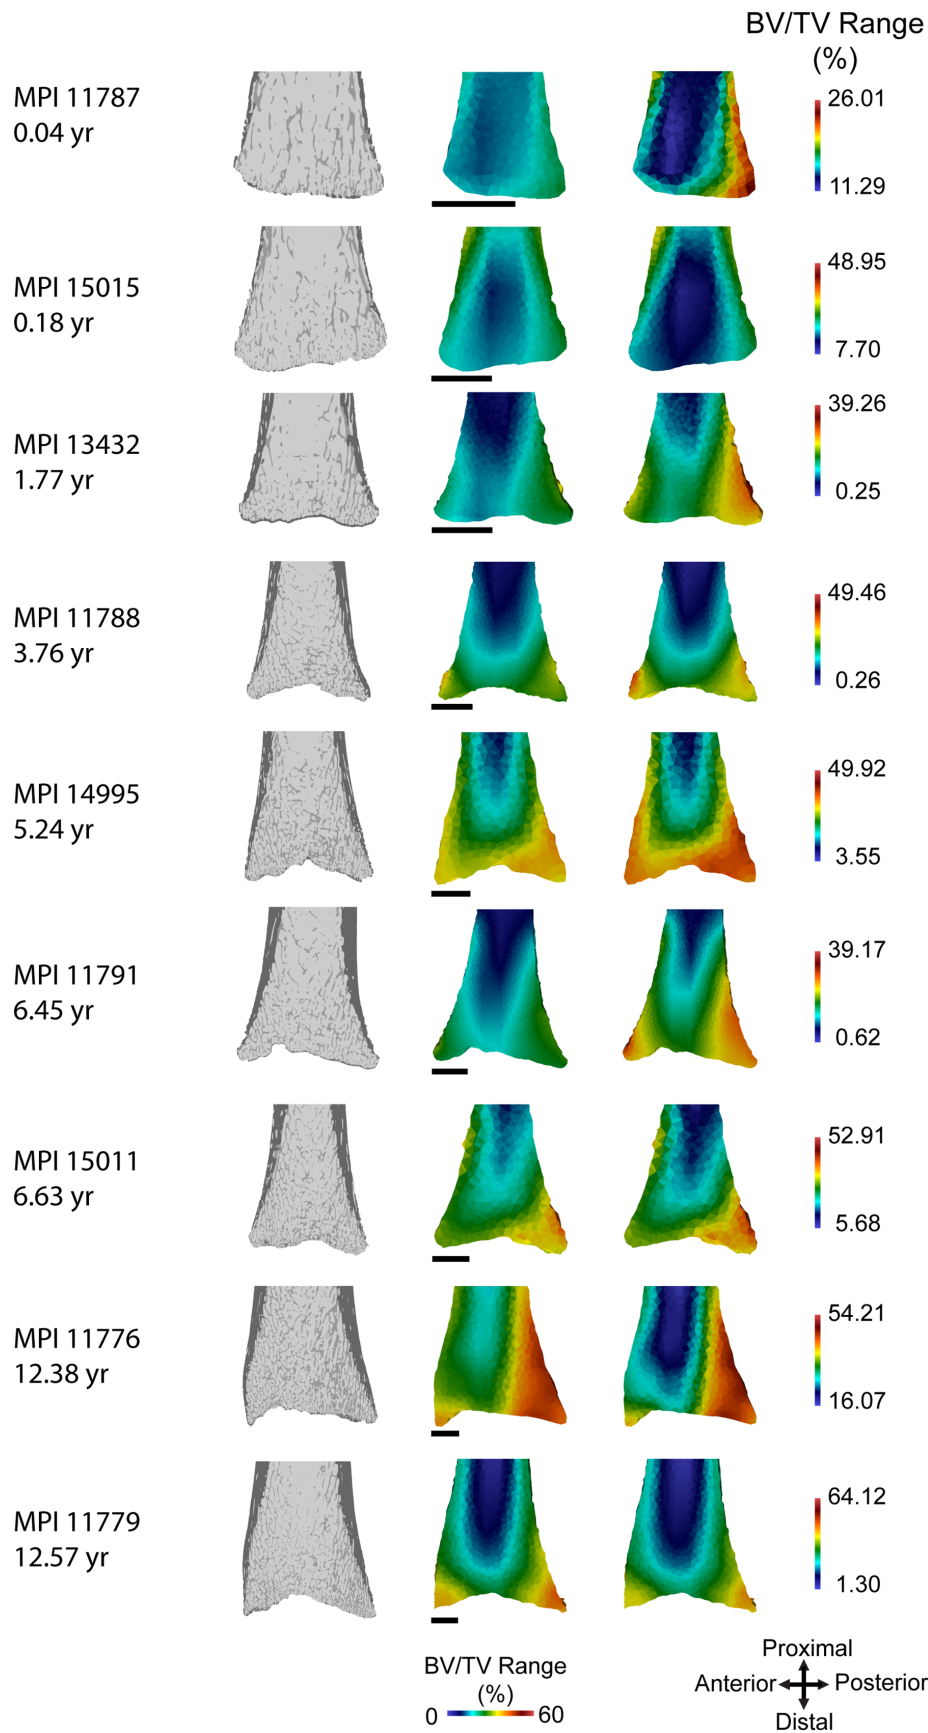 BV/TV Range
(%)
MPI 11787
0.04 yr
26.01
11.29
MPI 15015
0.18 yr
48.95
7.70
MPI 13432
1.77 yr
39.26
0.25
MPI 11788
3.76 yr
49.46
0.26
MPI 14995
5.24 yr
49.92
3.55
MPI 11791
6.45 yr
39.17
0.62
MPI 15011
6.63 yr
52.91
5.68
MPI 11776
12.38 yr
54.21
16.07
MPI 11779
12.57 yr
64.12
1.30
BV/TV Range
(%)
0 60
Proximal
Anterior Posterior
Distal